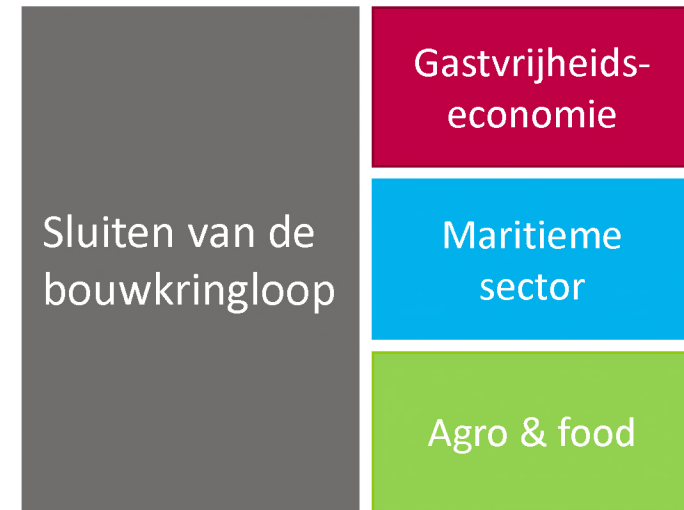 Sluiten van de
bouwkringloop
Gastvrijheids-
economie
Maritieme
sector
Agro & food